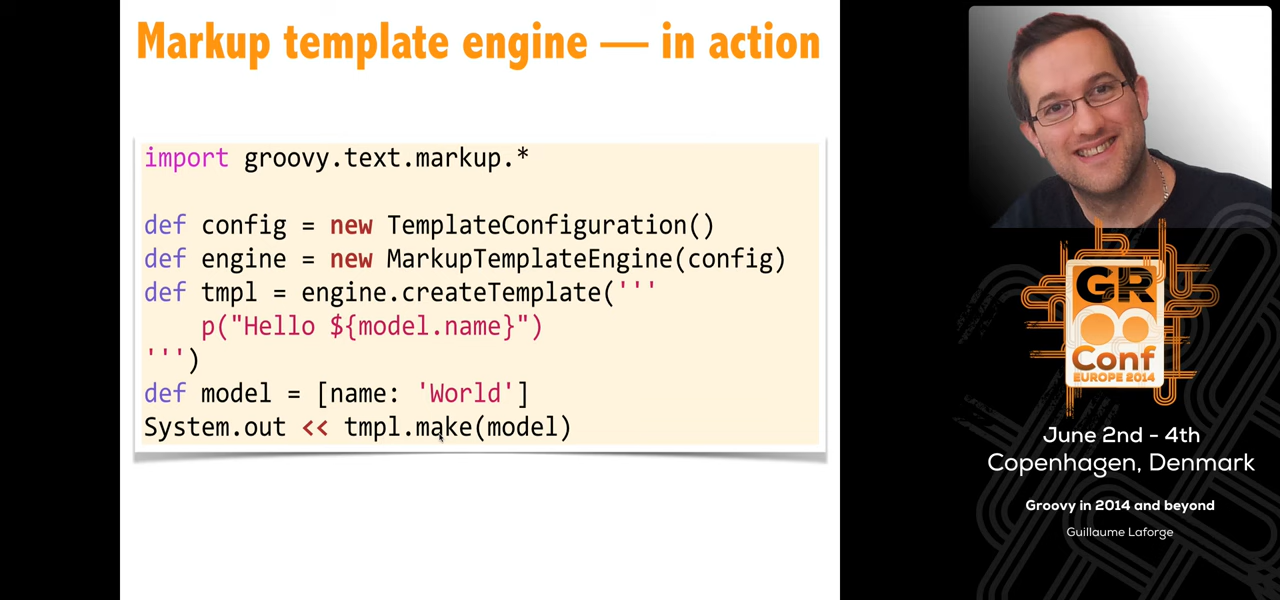 Markup template engine — in action
import groovy.text.markup.*
def config = new TemplateConfiguration()
def engine = new MarkupTemplateEngine(config)
def tmpl = engine.createTemplate('''
    p("Hello ${model.name}")
''')
def model = [name: 'World']
System.out << tmpl.make(model)
GR
Conf
EUROPE 2014
June 2nd - 4th
Copenhagen, Denmark
Groovy in 2014 and beyond
Guillaume Laforge